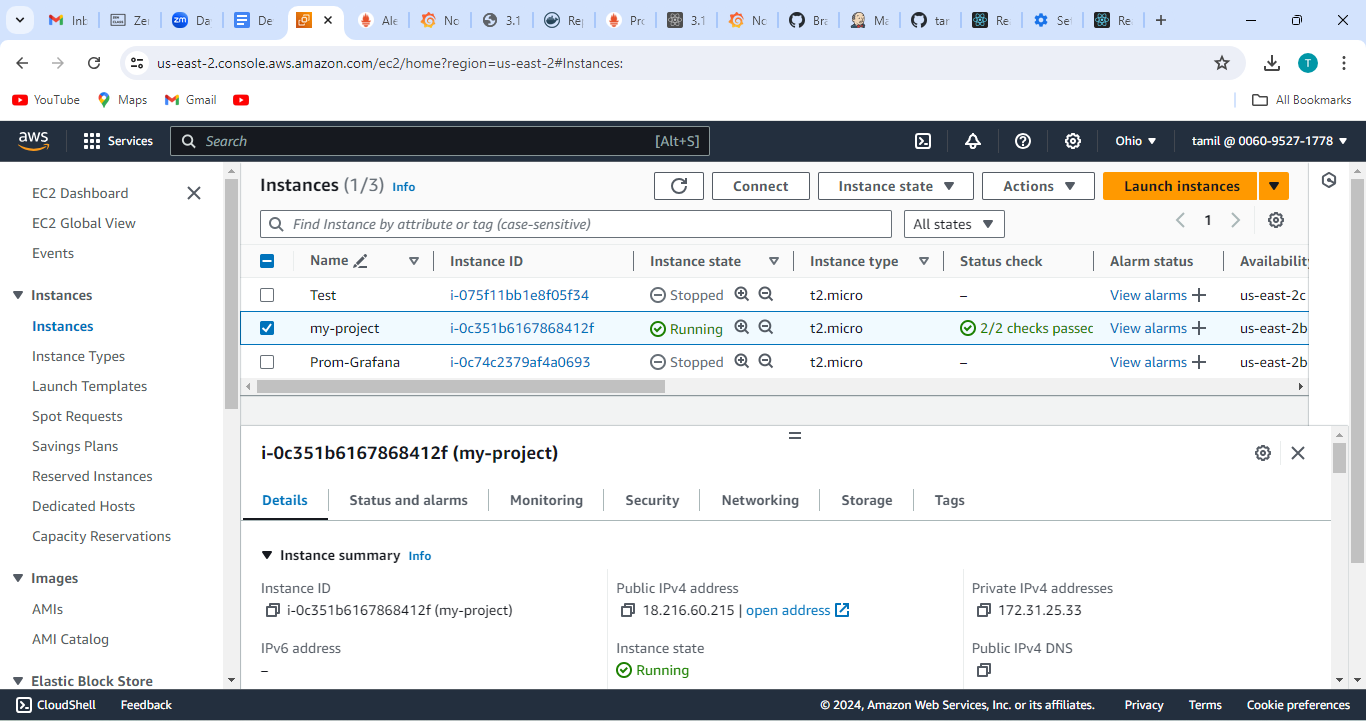 Inb
Zer
Da
De
Ale
No
3.1
Rep
Pro
3.1
No
Bra
Ma
tar
Rea
Set
Rea
us-east-2.console.aws.amazon.com/ec2/home?region=us-east-2#Instances:
T
YouTube Maps Gmail
All Bookmarks
aws Services Search [Alt+S] Ohio tamil @ 0060-9527-1778
EC2 Dashboard
EC2 Global View
Events
Instances
Instances
Instance Types
Launch Templates
Spot Requests
Savings Plans
Reserved Instances
Dedicated Hosts
Capacity Reservations
Images
AMIs
AMI Catalog
Elastic Block Store
Instances (1/3) Info
Connect Instance state Actions Launch instances
Find Instance by attribute or tag (case-sensitive) All states 1
Name Instance ID Instance state Instance type Status check Alarm status Availability
Test i-075f11bb1e8f05f34 Stopped t2.micro – View alarms + us-east-2c
my-project i-0c351b6167868412f Running t2.micro 2/2 checks passec View alarms + us-east-2b
Prom-Grafana i-0c74c2379af4a0693 Stopped t2.micro – View alarms + us-east-2b
i-0c351b6167868412f (my-project)
Details Status and alarms Monitoring Security Networking Storage Tags
Instance summary Info
Instance ID Public IPv4 address Private IPv4 addresses
i-0c351b6167868412f (my-project) 18.216.60.215 | open address 172.31.25.33
IPv6 address Instance state Public IPv4 DNS
– Running
CloudShell Feedback © 2024, Amazon Web Services, Inc. or its affiliates. Privacy Terms Cookie preferences